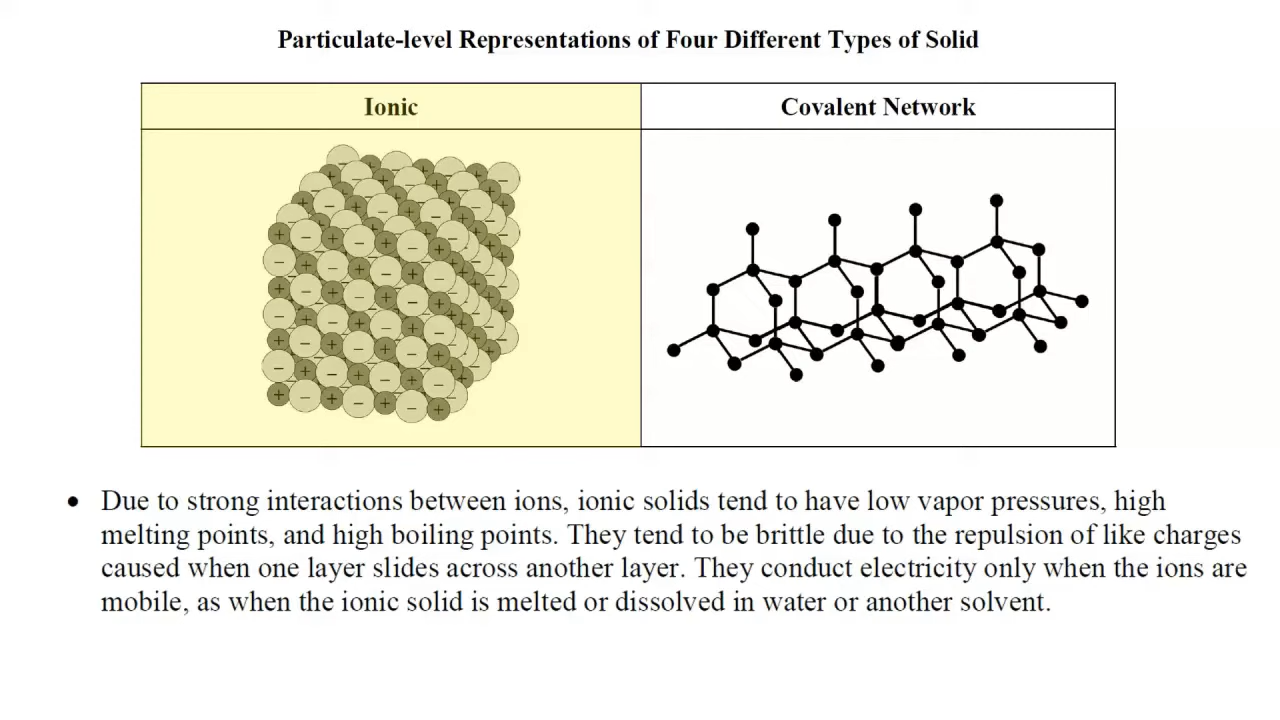 Particulate-level Representations of Four Different Types of Solid
Ionic
Covalent Network
• Due to strong interactions between ions, ionic solids tend to have low vapor pressures, high
melting points, and high boiling points. They tend to be brittle due to the repulsion of like charges
caused when one layer slides across another layer. They conduct electricity only when the ions are
mobile, as when the ionic solid is melted or dissolved in water or another solvent.